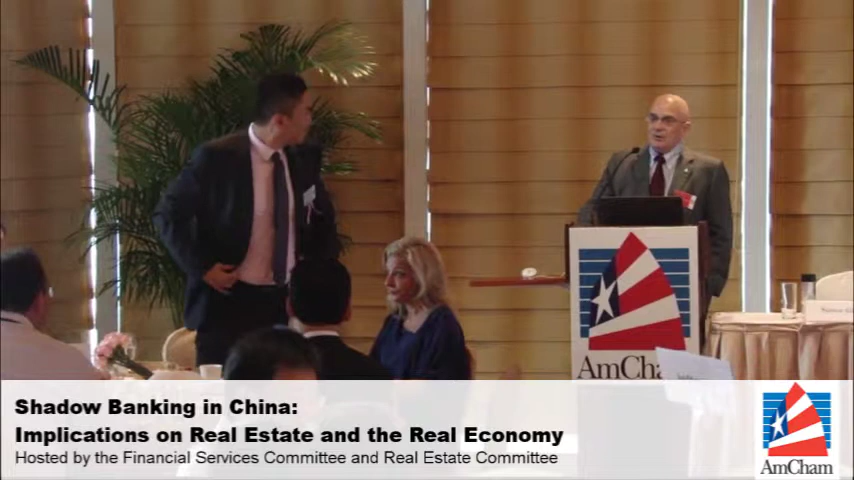 AmCham
Shadow Banking in China:
Implications on Real Estate and the Real Economy
Hosted by the Financial Services Committee and Real Estate Committee
AmCham